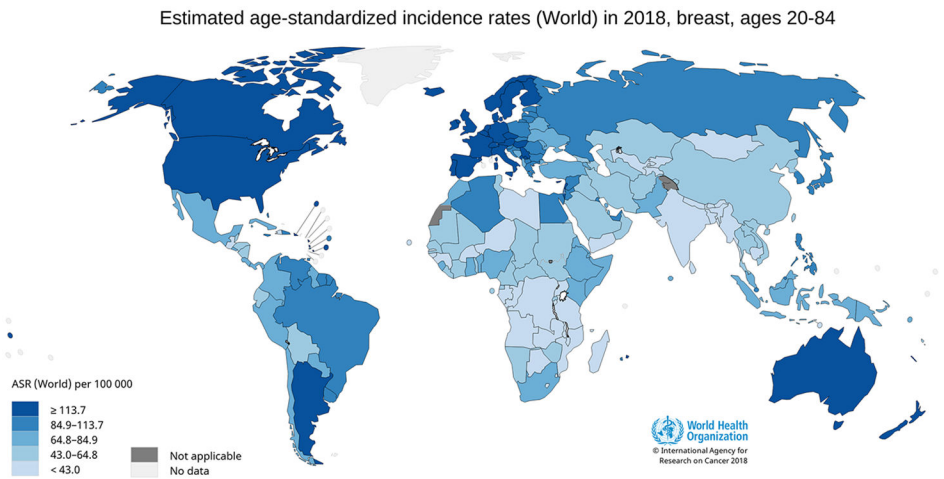 Estimated age-standardized incidence rates (World) in 2018, breast, ages 20-84
ASR (World) per 100 000
≥ 113.7
84.9–113.7
64.8–84.9
43.0–64.8
< 43.0
Not applicable
No data
World Health
Organization
© International Agency for
Research on Cancer 2018